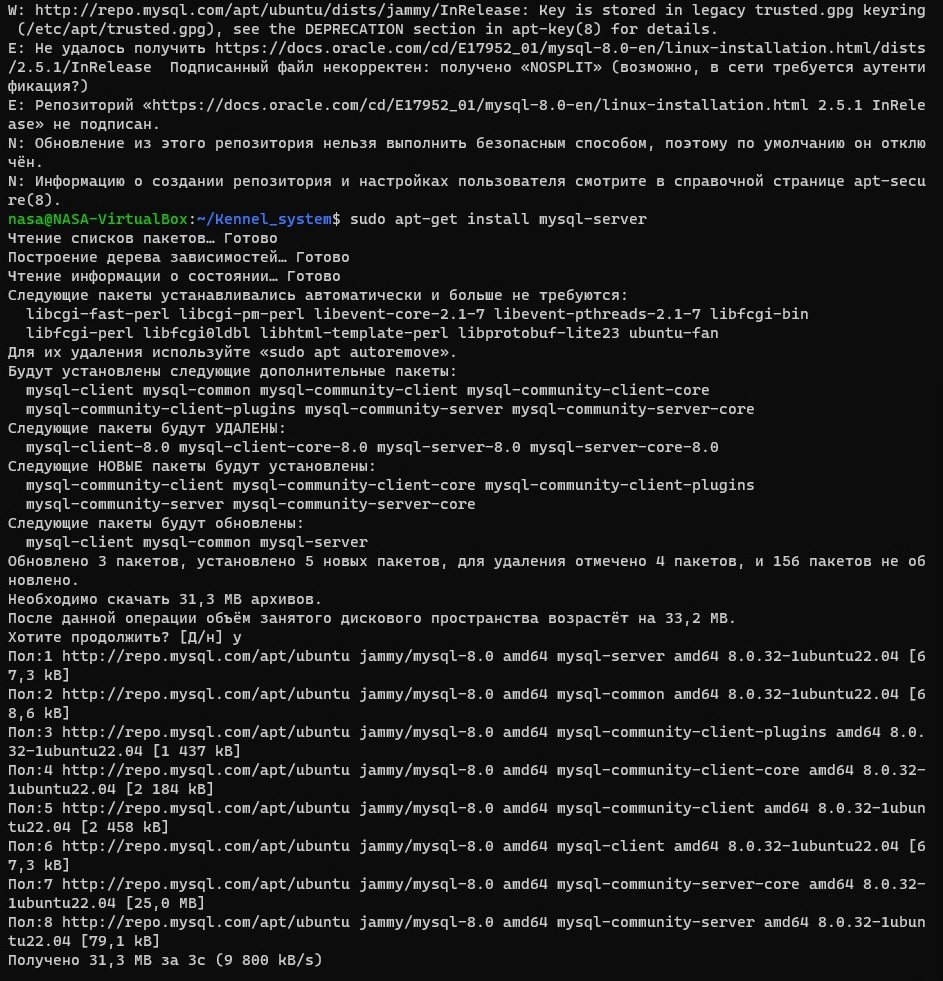 W: http://repo.mysql.com/apt/ubuntu/dists/jammy/InRelease: Key is stored in legacy trusted.gpg keyring
 (/etc/apt/trusted.gpg), see the DEPRECATION section in apt-key(8) for details.
E: Не удалось получить https://docs.oracle.com/cd/E17952_01/mysql-8.0-en/linux-installation.html/dists
/2.5.1/InRelease  Подписанный файл некорректен: получено «NOSPLIT» (возможно, в сети требуется аутенти
фикация?)
E: Репозиторий «https://docs.oracle.com/cd/E17952_01/mysql-8.0-en/linux-installation.html 2.5.1 InRele
ase» не подписан.
N: Обновление из этого репозитория нельзя выполнить безопасным способом, поэтому по умолчанию он отклю
чён.
N: Информацию о создании репозитория и настройках пользователя смотрите в справочной странице apt-secu
re(8).
nasa@NASA-VirtualBox:~/Kennel_system$ sudo apt-get install mysql-server
Чтение списков пакетов… Готово
Построение дерева зависимостей… Готово
Чтение информации о состоянии… Готово
Следующие пакеты устанавливались автоматически и больше не требуются:
  libcgi-fast-perl libcgi-pm-perl libevent-core-2.1-7 libevent-pthreads-2.1-7 libfcgi-bin
  libfcgi-perl libfcgi0ldbl libhtml-template-perl libprotobuf-lite23 ubuntu-fan
Для их удаления используйте «sudo apt autoremove».
Будут установлены следующие дополнительные пакеты:
  mysql-client mysql-common mysql-community-client mysql-community-client-core
  mysql-community-client-plugins mysql-community-server mysql-community-server-core
Следующие пакеты будут УДАЛЕНЫ:
  mysql-client-8.0 mysql-client-core-8.0 mysql-server-8.0 mysql-server-core-8.0
Следующие НОВЫЕ пакеты будут установлены:
  mysql-community-client mysql-community-client-core mysql-community-client-plugins
  mysql-community-server mysql-community-server-core
Следующие пакеты будут обновлены:
  mysql-client mysql-common mysql-server
Обновлено 3 пакетов, установлено 5 новых пакетов, для удаления отмечено 4 пакетов, и 156 пакетов не об
новлено.
Необходимо скачать 31,3 MB архивов.
После данной операции объём занятого дискового пространства возрастёт на 33,2 MB.
Хотите продолжить? [Д/н] y
Пол:1 http://repo.mysql.com/apt/ubuntu jammy/mysql-8.0 amd64 mysql-server amd64 8.0.32-1ubuntu22.04 [6
7,3 kB]
Пол:2 http://repo.mysql.com/apt/ubuntu jammy/mysql-8.0 amd64 mysql-common amd64 8.0.32-1ubuntu22.04 [6
8,6 kB]
Пол:3 http://repo.mysql.com/apt/ubuntu jammy/mysql-8.0 amd64 mysql-community-client-plugins amd64 8.0.
32-1ubuntu22.04 [1 437 kB]
Пол:4 http://repo.mysql.com/apt/ubuntu jammy/mysql-8.0 amd64 mysql-community-client-core amd64 8.0.32-
1ubuntu22.04 [2 184 kB]
Пол:5 http://repo.mysql.com/apt/ubuntu jammy/mysql-8.0 amd64 mysql-community-client amd64 8.0.32-1ubun
tu22.04 [2 458 kB]
Пол:6 http://repo.mysql.com/apt/ubuntu jammy/mysql-8.0 amd64 mysql-client amd64 8.0.32-1ubuntu22.04 [6
7,3 kB]
Пол:7 http://repo.mysql.com/apt/ubuntu jammy/mysql-8.0 amd64 mysql-community-server-core amd64 8.0.32-
1ubuntu22.04 [25,0 MB]
Пол:8 http://repo.mysql.com/apt/ubuntu jammy/mysql-8.0 amd64 mysql-community-server amd64 8.0.32-1ubun
tu22.04 [79,1 kB]
Получено 31,3 MB за 3с (9 800 kB/s)